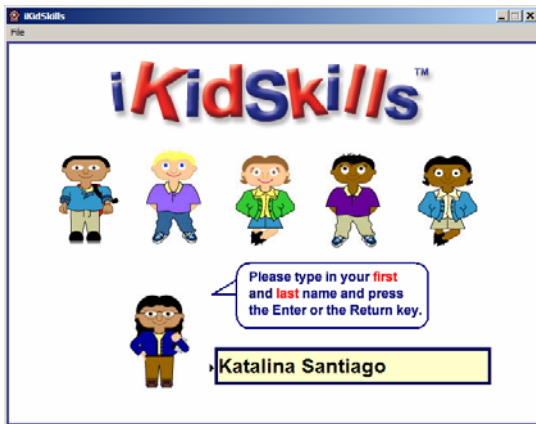 iKidSkills
File
iKidSkills™
Please type in your first
and last name and press
the Enter or the Return key.
Katalina Santiago